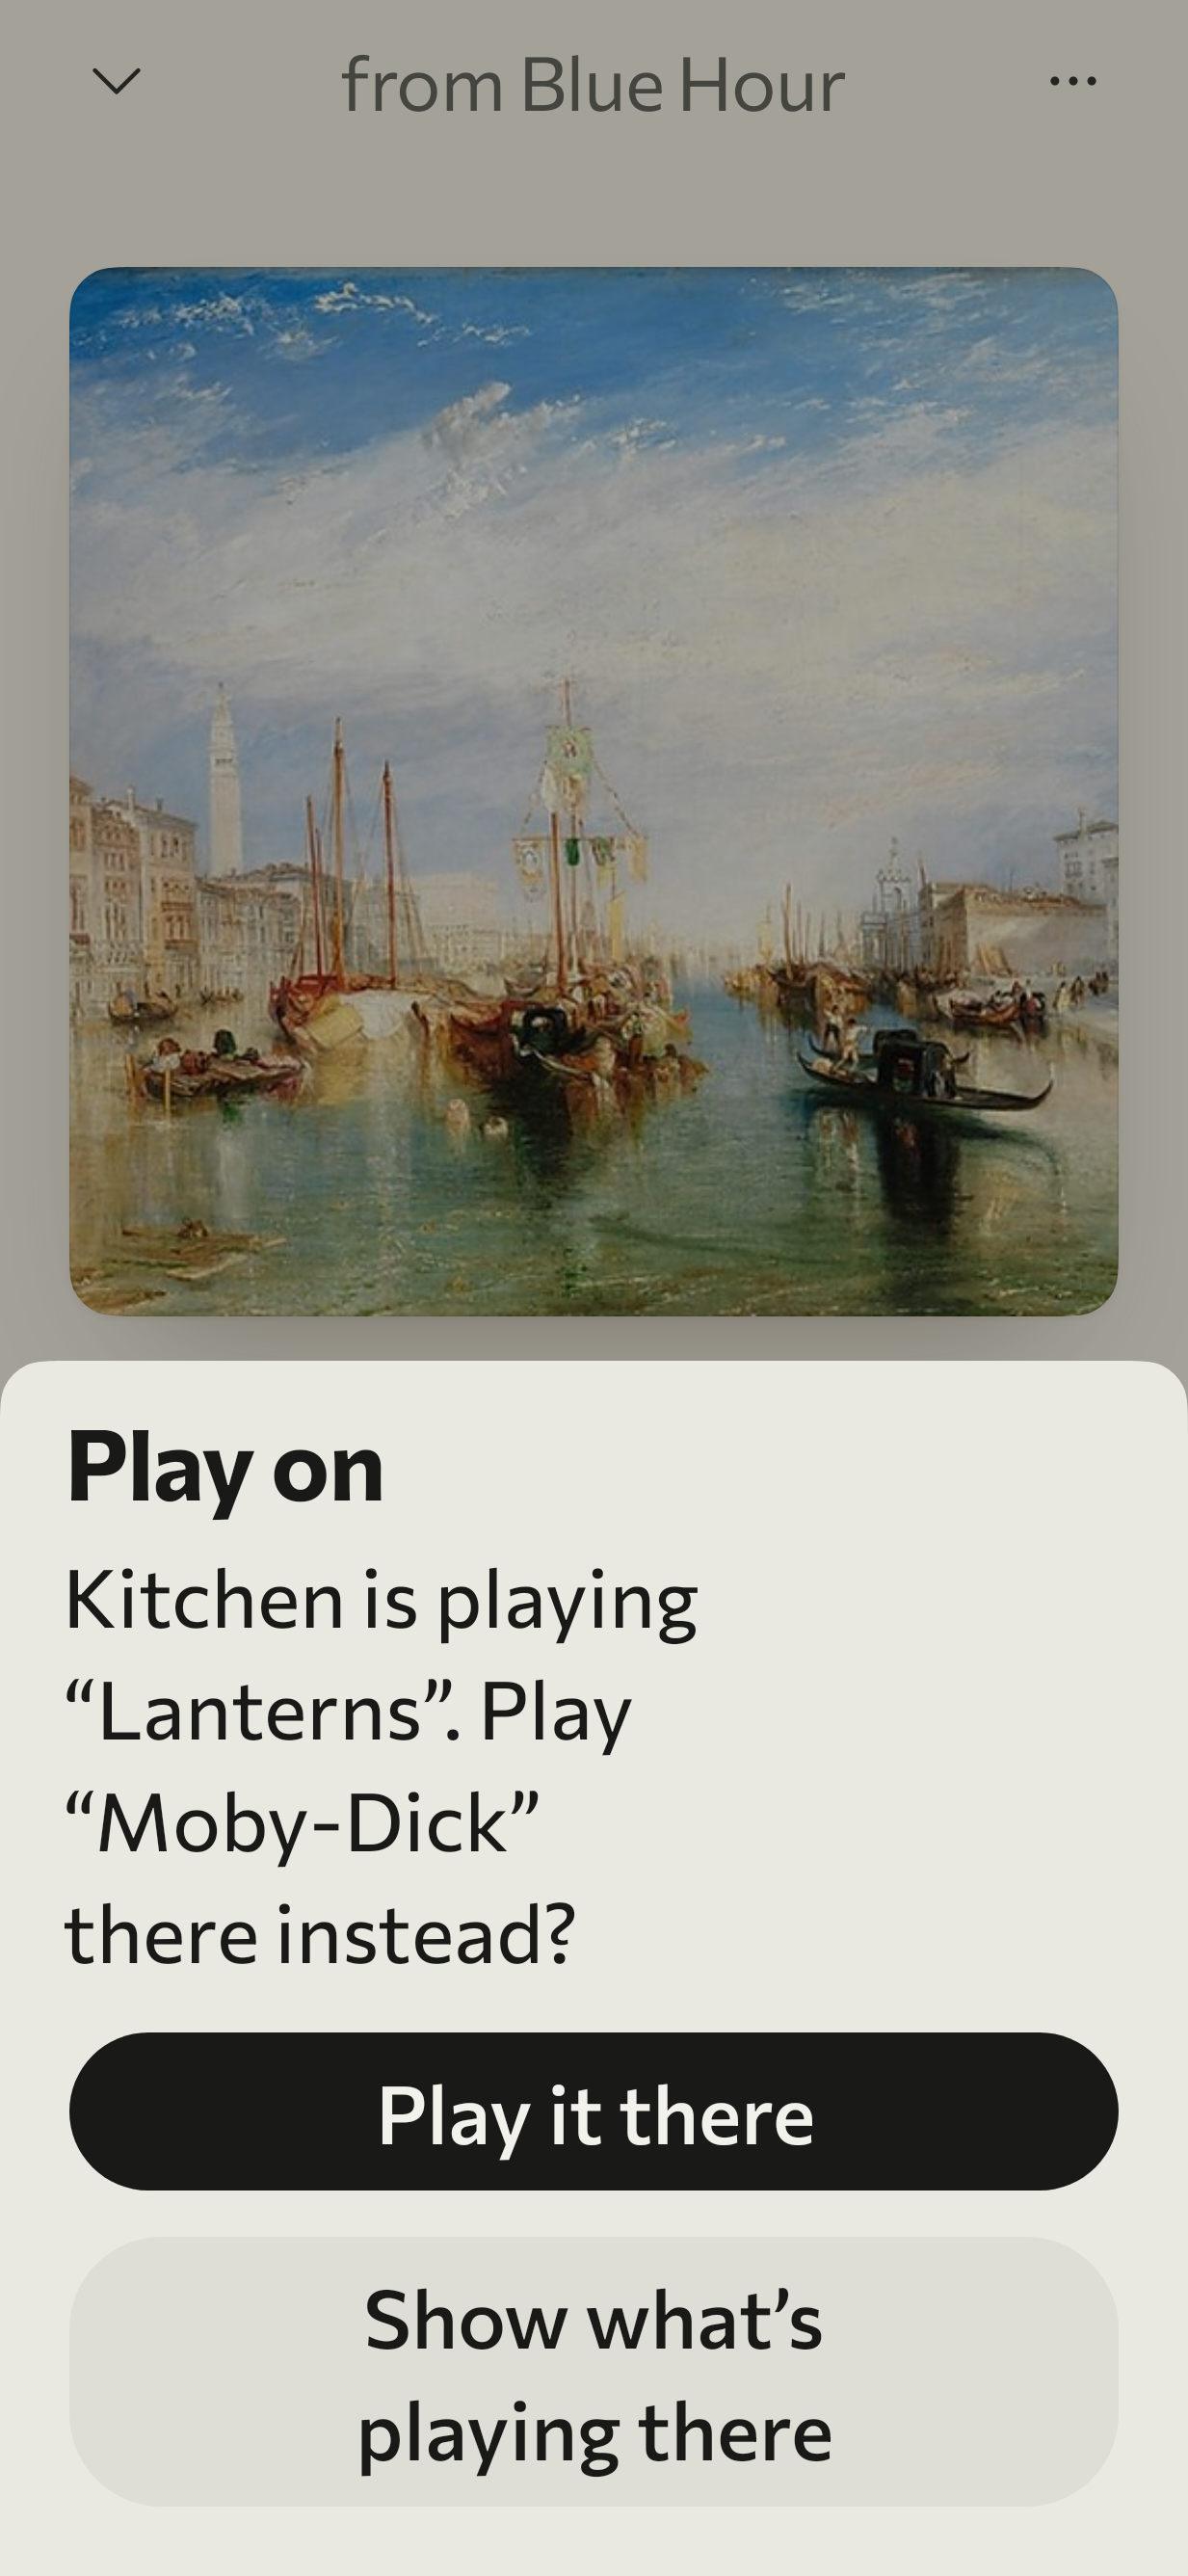 from Blue Hour
Play on
Kitchen is playing
“Lanterns”. Play
“Moby-Dick”
there instead?
Play it there
Show what’s
playing there